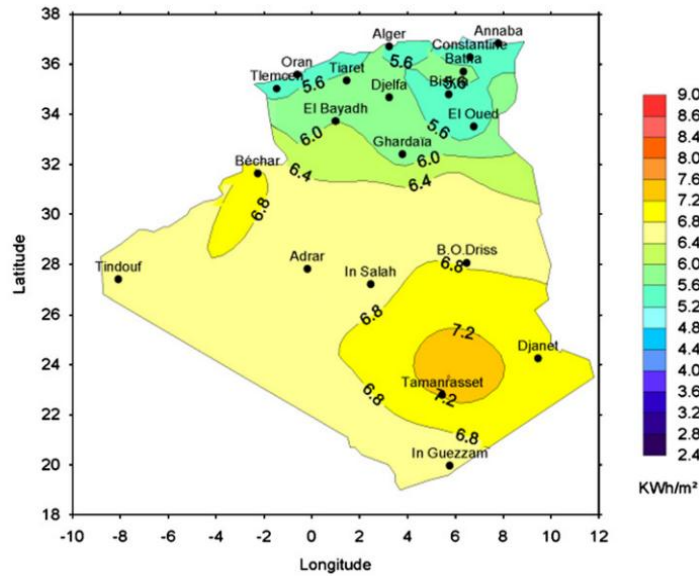 38
36
34
32
30
28
26
24
22
20
18
Latitude
-10 -8 -6 -4 -2 0 2 4 6 8 10 12
Longitude
Annaba
Alger
Constantine
Oran
Batna
5.6
Tiaret
5.6
Tlemcen
Djelfa
5.6
El Bayadh
El Oued
5.6
6.0
Ghardaïa
6.0
Béchar
6.4
6.4
6.8
B.O.Driss
6.8
Adrar
Tindouf
In Salah
6.8
7.2
Djanet
Tamanrasset
7.2
6.8
6.8
In Guezzam
9.0
8.4
8.0
7.6
7.2
6.8
6.4
6.0
5.6
5.2
4.8
4.4
4.0
3.6
3.2
2.8
2.4
KWh/m²